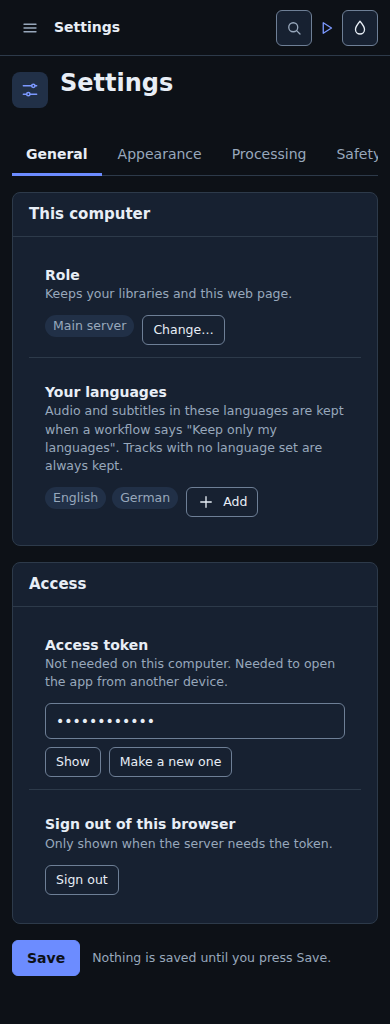 Settings
Settings
General Appearance Processing Safety
This computer
Role
Keeps your libraries and this web page.
Main server Change...
Your languages
Audio and subtitles in these languages are kept
when a workflow says "Keep only my
languages". Tracks with no language set are
always kept.
English German + Add
Access
Access token
Not needed on this computer. Needed to open
the app from another device.
••••••••••••
Show Make a new one
Sign out of this browser
Only shown when the server needs the token.
Sign out
Save Nothing is saved until you press Save.